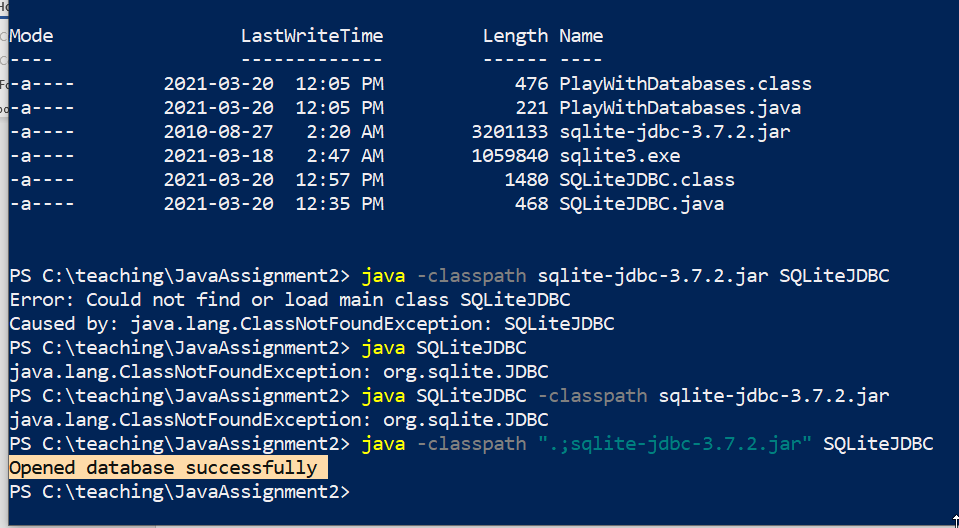 Mode LastWriteTime Length Name
---- ------------- ------ ----
-a---- 2021-03-20 12:05 PM 476 PlayWithDatabases.class
-a---- 2021-03-20 12:05 PM 221 PlayWithDatabases.java
-a---- 2010-08-27 2:20 AM 3201133 sqlite-jdbc-3.7.2.jar
-a---- 2021-03-18 2:47 AM 1059840 sqlite3.exe
-a---- 2021-03-20 12:57 PM 1480 SQLiteJDBC.class
-a---- 2021-03-20 12:35 PM 468 SQLiteJDBC.java
PS C:\teaching\JavaAssignment2> java -classpath sqlite-jdbc-3.7.2.jar SQLiteJDBC
Error: Could not find or load main class SQLiteJDBC
Caused by: java.lang.ClassNotFoundException: SQLiteJDBC
PS C:\teaching\JavaAssignment2> java SQLiteJDBC
java.lang.ClassNotFoundException: org.sqlite.JDBC
PS C:\teaching\JavaAssignment2> java SQLiteJDBC -classpath sqlite-jdbc-3.7.2.jar
java.lang.ClassNotFoundException: org.sqlite.JDBC
PS C:\teaching\JavaAssignment2> java -classpath ".;sqlite-jdbc-3.7.2.jar" SQLiteJDBC
Opened database successfully
PS C:\teaching\JavaAssignment2>